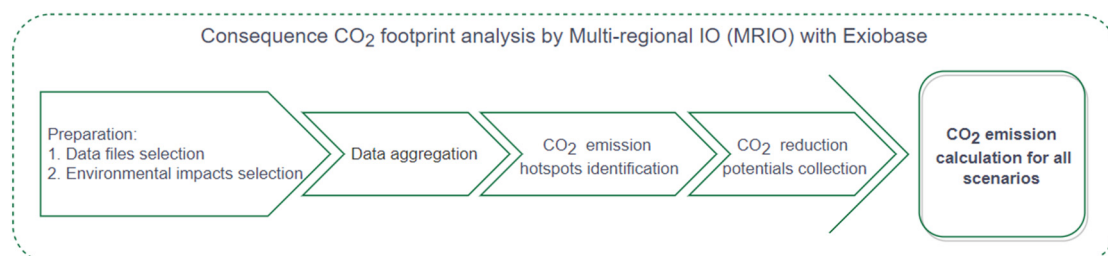 Consequence CO₂ footprint analysis by Multi-regional IO (MRIO) with Exiobase
Preparation:
1. Data files selection
2. Environmental impacts selection
Data aggregation
CO₂ emission
hotspots identification
CO₂ reduction
potentials collection
CO₂ emission
calculation for all
scenarios